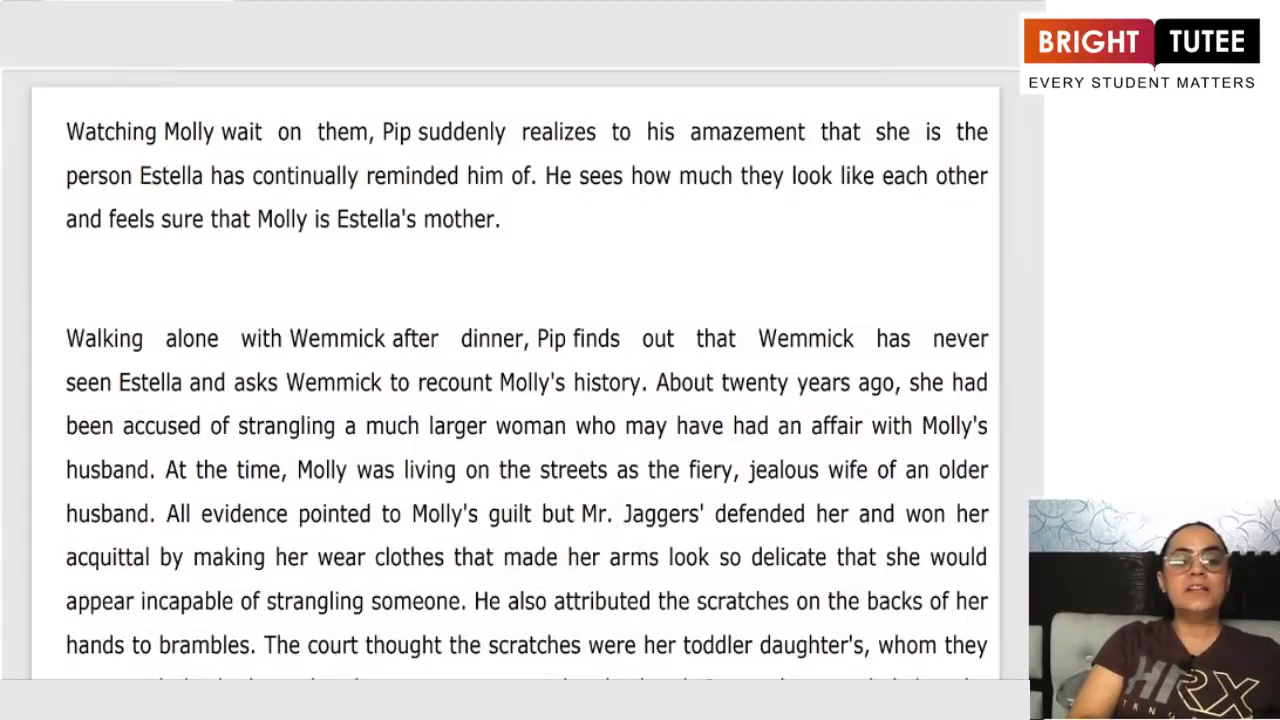 BRIGHT TUTEE
EVERY STUDENT MATTERS
Watching Molly wait on them, Pip suddenly realizes to his amazement that she is the
person Estella has continually reminded him of. He sees how much they look like each other
and feels sure that Molly is Estella's mother.
Walking alone with Wemmick after dinner, Pip finds out that Wemmick has never
seen Estella and asks Wemmick to recount Molly's history. About twenty years ago, she had
been accused of strangling a much larger woman who may have had an affair with Molly's
husband. At the time, Molly was living on the streets as the fiery, jealous wife of an older
husband. All evidence pointed to Molly's guilt but Mr. Jaggers' defended her and won her
acquittal by making her wear clothes that made her arms look so delicate that she would
appear incapable of strangling someone. He also attributed the scratches on the backs of her
hands to brambles. The court thought the scratches were her toddler daughter's, whom they
HRX